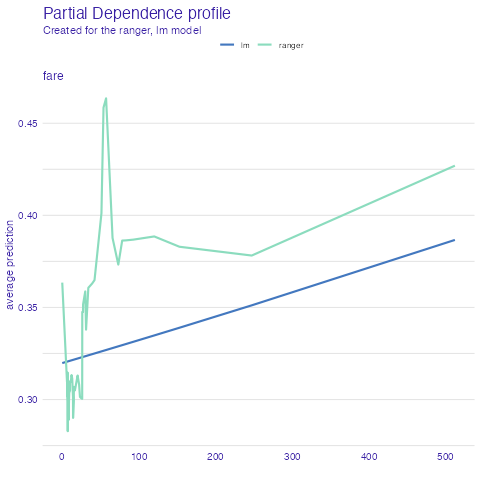 Partial Dependence profile
Created for the ranger, lm model
lm ranger
fare
0.45
0.40
0.35
0.30
average prediction
0 100 200 300 400 500